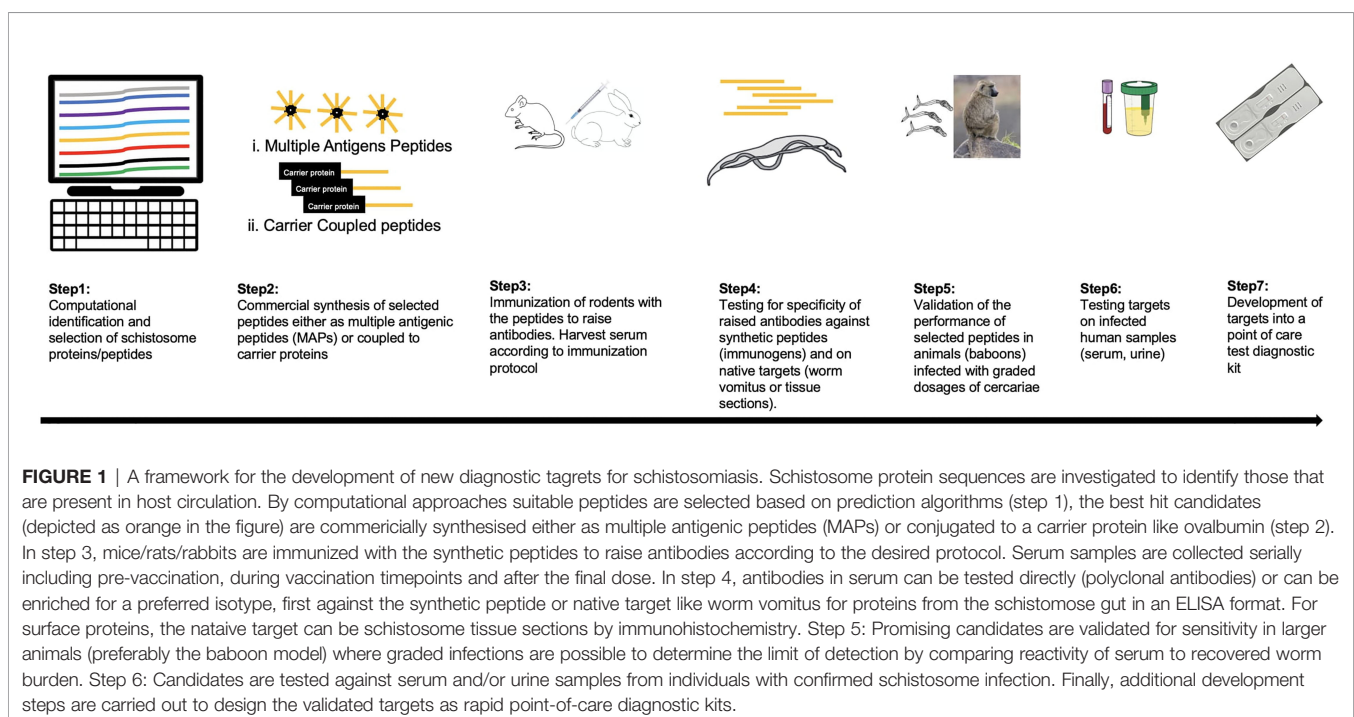 i. Multiple Antigens Peptides
Carrier protein
Carrier protein
Carrier protein
ii. Carrier Coupled peptides
Step1:
Computational
identification and
selection of schistosome
proteins/peptides
Step2:
Commercial synthesis of selected
peptides either as multiple antigenic
peptides (MAPs) or coupled to
carrier proteins
Step3:
Immunization of rodents with
the peptides to raise
antibodies. Harvest serum
according to immunization
protocol
Step4:
Testing for specificity of
raised antibodies against
synthetic peptides
(immunogens) and on
native targets (worm
vomitus or tissue
sections).
Step5:
Validation of the
performance of
selected peptides in
animals (baboons)
infected with graded
dosages of cercariae
Step6:
Testing targets
on infected
human samples
(serum, urine)
Step7:
Development of
targets into a
point of care
test diagnostic
kit
FIGURE 1 | A framework for the development of new diagnostic tagrets for schistosomiasis. Schistosome protein sequences are investigated to identify those that
are present in host circulation. By computational approaches suitable peptides are selected based on prediction algorithms (step 1), the best hit candidates
(depicted as orange in the figure) are commericially synthesised either as multiple antigenic peptides (MAPs) or conjugated to a carrier protein like ovalbumin (step 2).
In step 3, mice/rats/rabbits are immunized with the synthetic peptides to raise antibodies according to the desired protocol. Serum samples are collected serially
including pre-vaccination, during vaccination timepoints and after the final dose. In step 4, antibodies in serum can be tested directly (polyclonal antibodies) or can be
enriched for a preferred isotype, first against the synthetic peptide or native target like worm vomitus for proteins from the schistomose gut in an ELISA format. For
surface proteins, the nataive target can be schistosome tissue sections by immunohistochemistry. Step 5: Promising candidates are validated for sensitivity in larger
animals (preferably the baboon model) where graded infections are possible to determine the limit of detection by comparing reactivity of serum to recovered worm
burden. Step 6: Candidates are tested against serum and/or urine samples from individuals with confirmed schistosome infection. Finally, additional development
steps are carried out to design the validated targets as rapid point-of-care diagnostic kits.